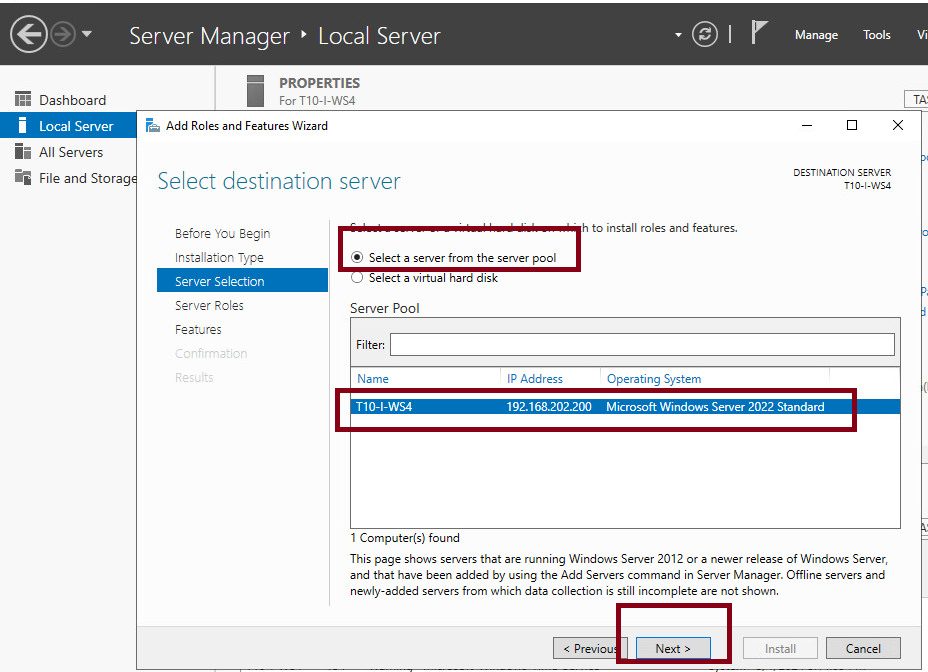 Server Manager ‣ Local Server
Manage Tools Vi
Dashboard
Local Server
All Servers
File and Storage
PROPERTIES
For T10-I-WS4
TAS
Add Roles and Features Wizard
Select destination server
DESTINATION SERVER
T10-I-WS4
Before You Begin
Installation Type
Server Selection
Server Roles
Features
Confirmation
Results
Select a server or a virtual hard disk on which to install roles and features.
Select a server from the server pool
Select a virtual hard disk
Server Pool
Filter:
Name IP Address Operating System
T10-I-WS4 192.168.202.200 Microsoft Windows Server 2022 Standard
1 Computer(s) found
This page shows servers that are running Windows Server 2012 or a newer release of Windows Server,
and that have been added by using the Add Servers command in Server Manager. Offline servers and
newly-added servers from which data collection is still incomplete are not shown.
< Previous Next > Install Cancel